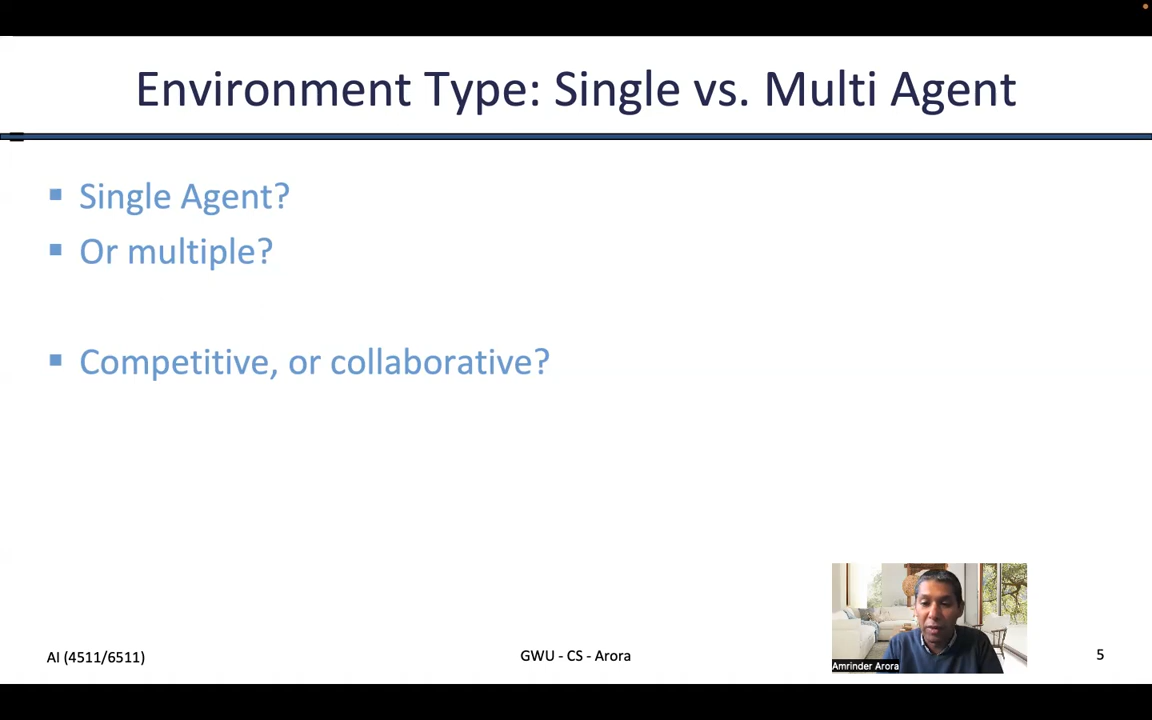 Environment Type: Single vs. Multi Agent
▪ Single Agent?
▪ Or multiple?
▪ Competitive, or collaborative?
Amrinder Arora
AI (4511/6511)
GWU - CS - Arora
5